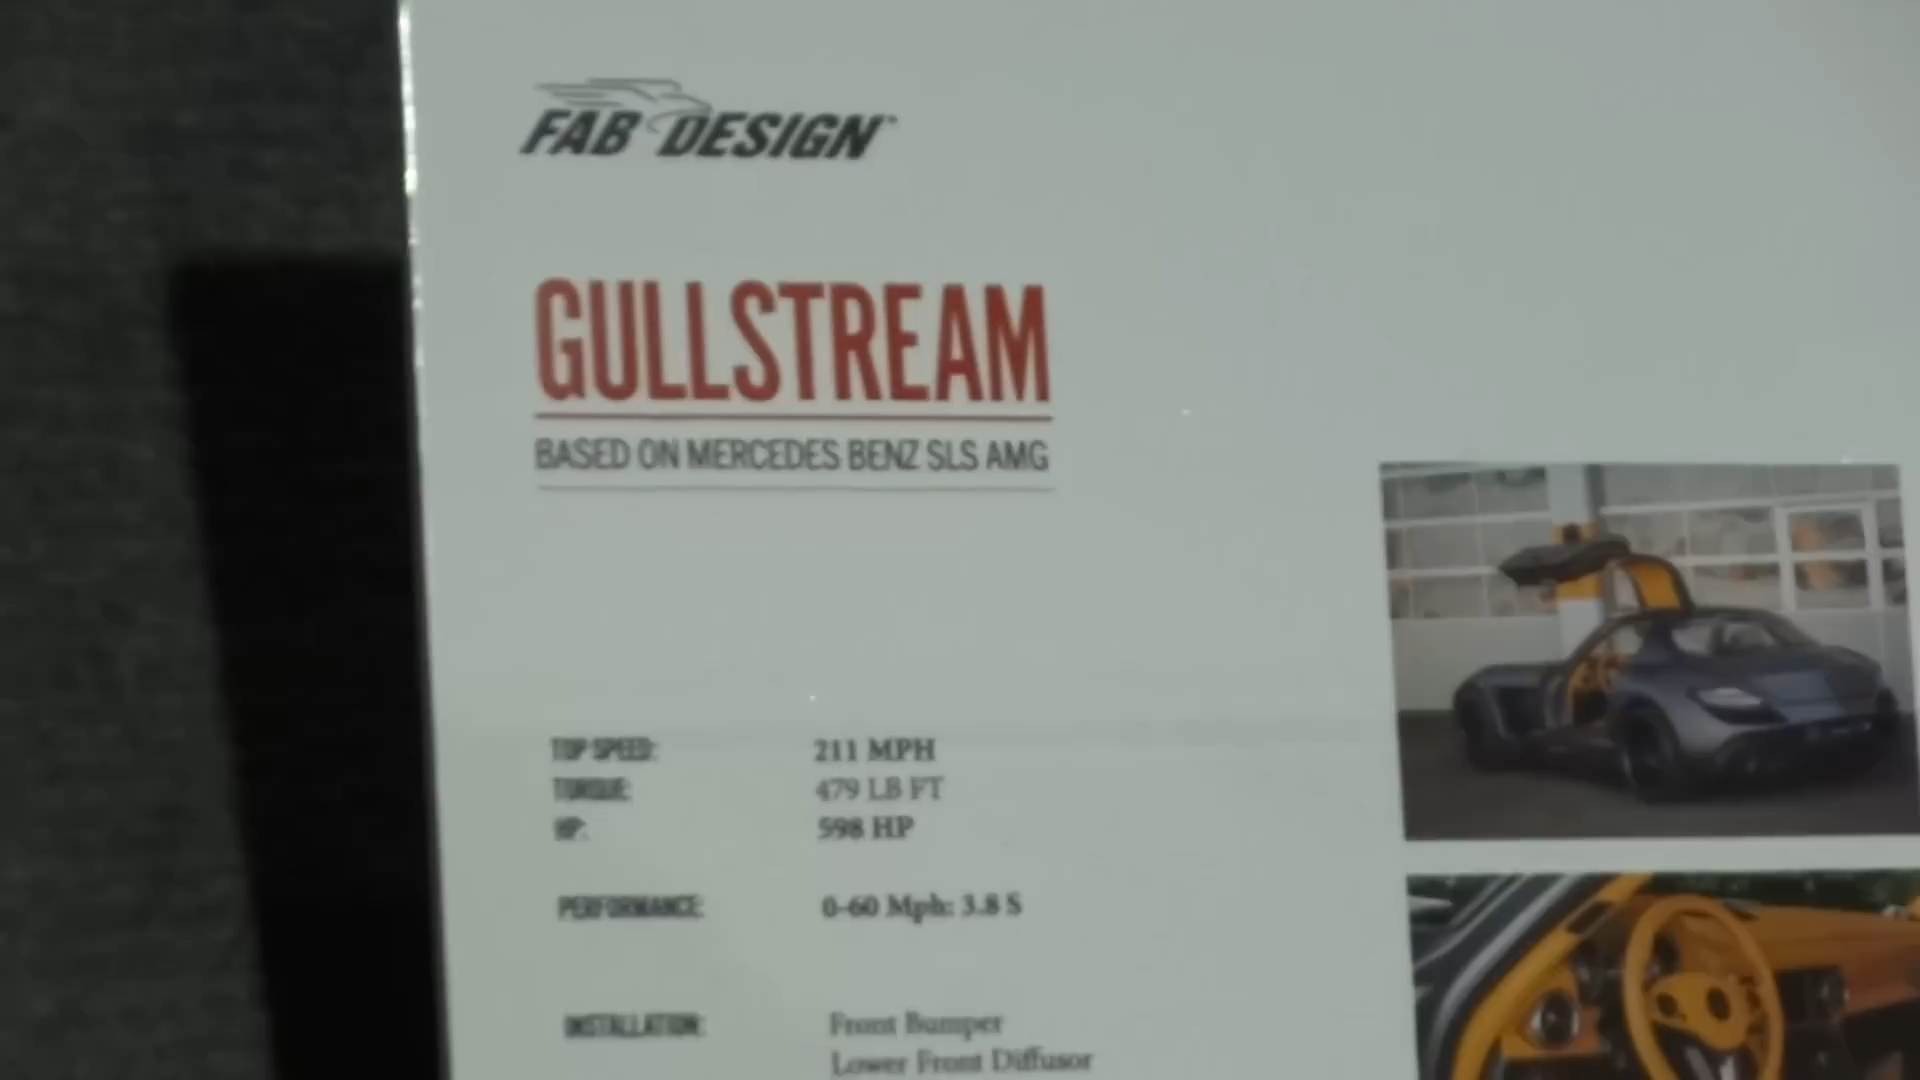 FAB DESIGN™
GULLSTREAM
BASED ON MERCEDES BENZ SLS AMG
TOP SPEED: 211 MPH
TORQUE: 479 LB FT
HP: 598 HP
PERFORMANCE: 0-60 Mph: 3.8 S
INSTALLATION: Front Bumper
Lower Front Diffusor